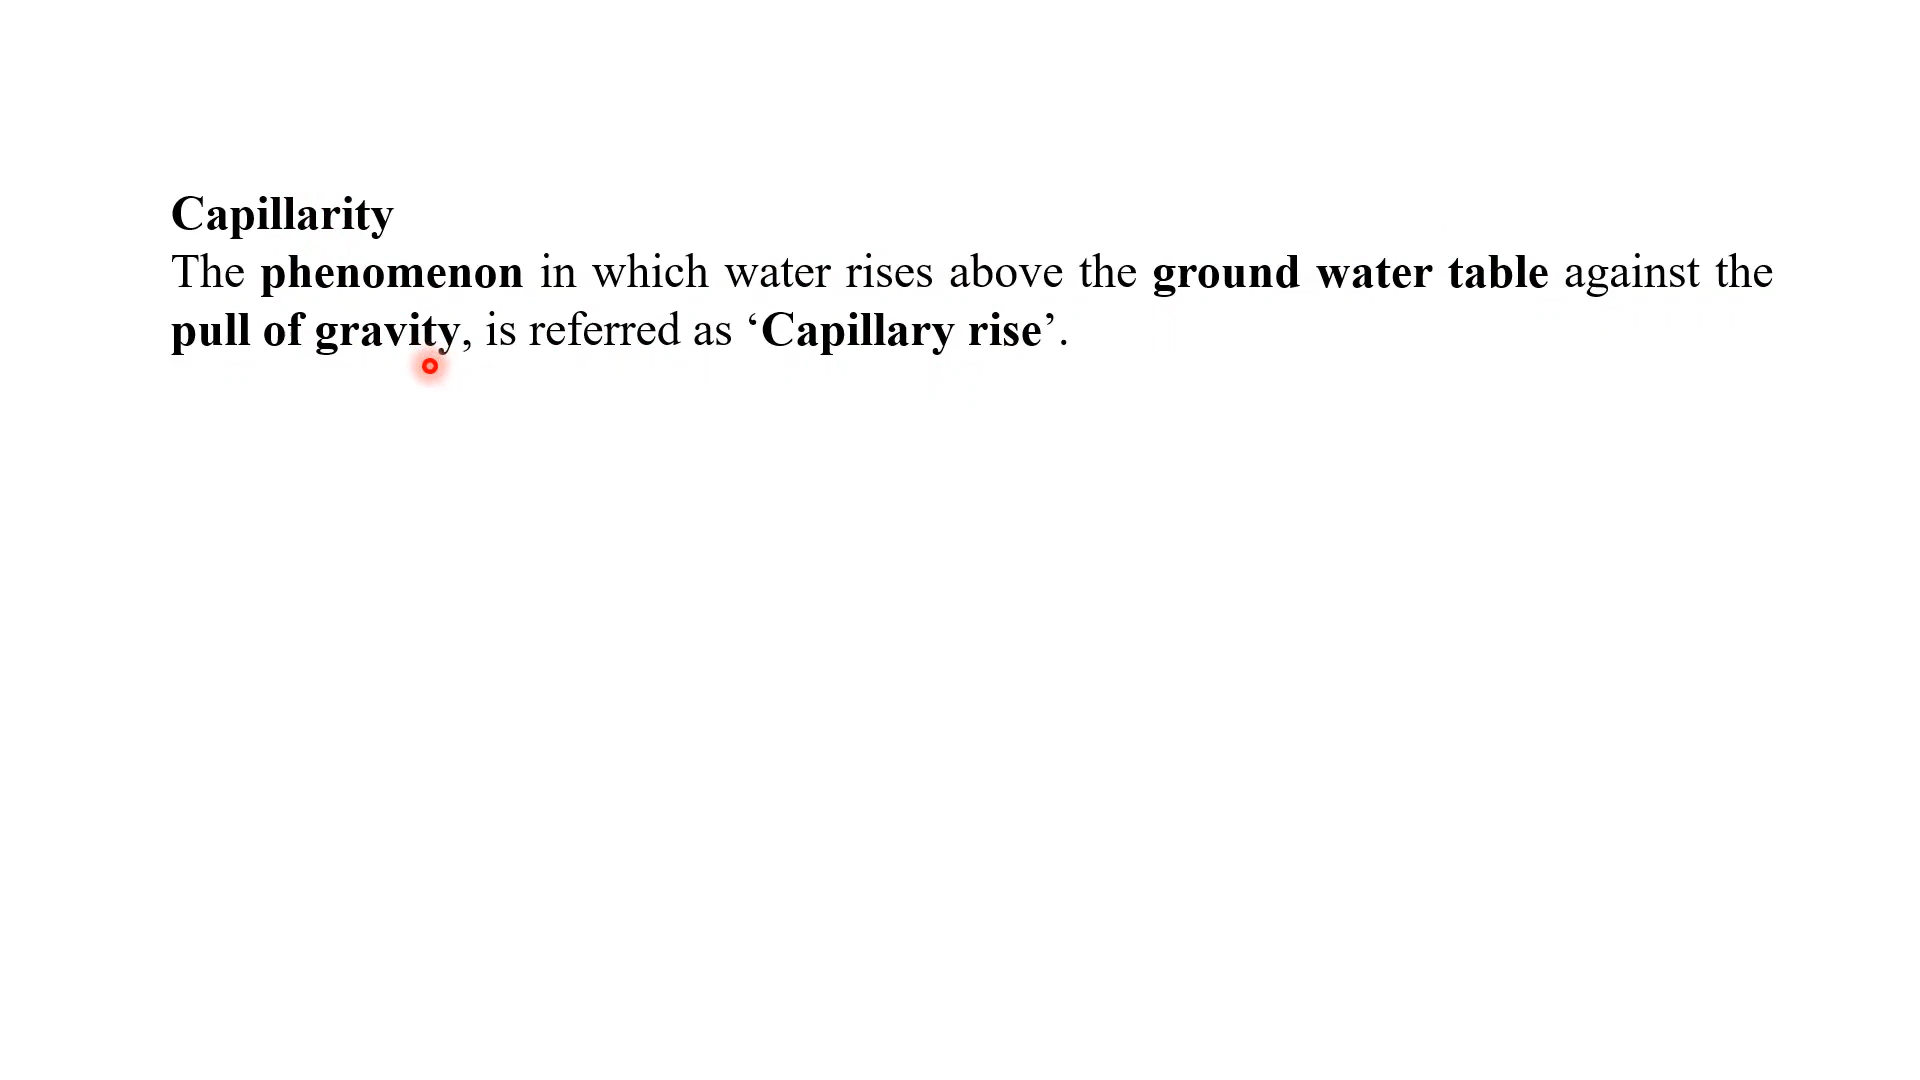 Capillarity
The phenomenon in which water rises above the ground water table against the
pull of gravity, is referred as ‘Capillary rise’.